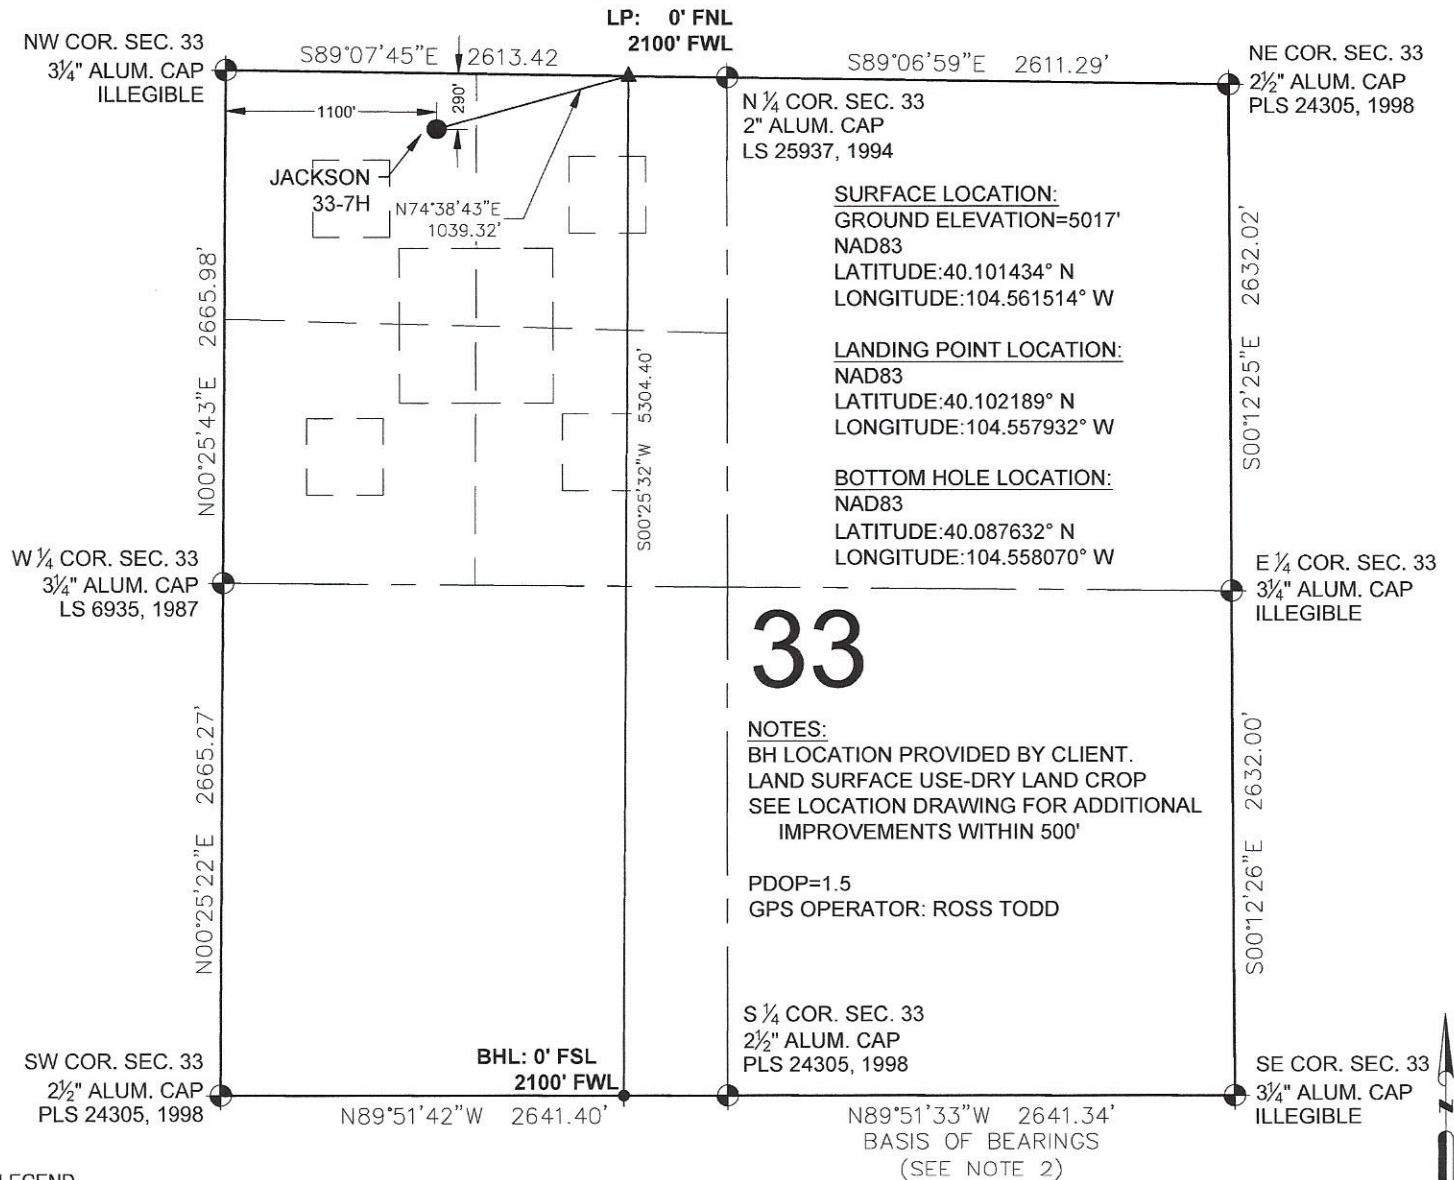 LP: 0' FNL
2100' FWL
NW COR. SEC. 33
3¼" ALUM. CAP
ILLEGIBLE
S89°07'45"E 2613.42
S89°06'59"E 2611.29'
NE COR. SEC. 33
2½" ALUM. CAP
PLS 24305, 1998
1100'
290'
N ¼ COR. SEC. 33
2" ALUM. CAP
LS 25937, 1994
JACKSON
33-7H
N74°38'43"E
1039.32'
SURFACE LOCATION:
GROUND ELEVATION=5017'
NAD83
LATITUDE:40.101434° N
LONGITUDE:104.561514° W
LANDING POINT LOCATION:
NAD83
LATITUDE:40.102189° N
LONGITUDE:104.557932° W
BOTTOM HOLE LOCATION:
NAD83
LATITUDE:40.087632° N
LONGITUDE:104.558070° W
N00°25'43"E 2665.98'
S00°25'32"W 5304.40'
S00°12'25"E 2632.02'
W ¼ COR. SEC. 33
3¼" ALUM. CAP
LS 6935, 1987
E ¼ COR. SEC. 33
3¼" ALUM. CAP
ILLEGIBLE
33
NOTES:
BH LOCATION PROVIDED BY CLIENT.
LAND SURFACE USE-DRY LAND CROP
SEE LOCATION DRAWING FOR ADDITIONAL
IMPROVEMENTS WITHIN 500'
PDOP=1.5
GPS OPERATOR: ROSS TODD
N00°25'22"E 2665.27'
S00°12'26"E 2632.00'
S ¼ COR. SEC. 33
2½" ALUM. CAP
PLS 24305, 1998
BHL: 0' FSL
2100' FWL
SW COR. SEC. 33
2½" ALUM. CAP
PLS 24305, 1998
SE COR. SEC. 33
3¼" ALUM. CAP
ILLEGIBLE
N89°51'42"W 2641.40'
N89°51'33"W 2641.34'
BASIS OF BEARINGS
(SEE NOTE 2)
N
LEGEND